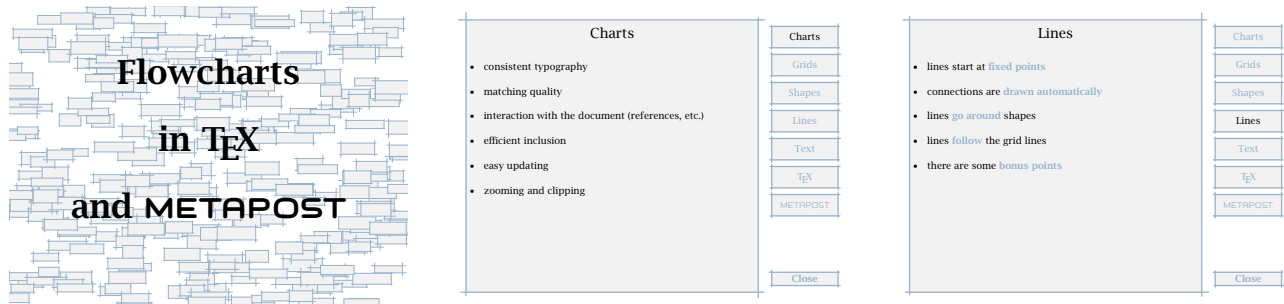 Flowcharts
in TEX
and METAPOST
Charts
• consistent typography
• matching quality
• interaction with the document (references, etc.)
• efficient inclusion
• easy updating
• zooming and clipping
Charts
Grids
Shapes
Lines
Text
TEX
METAPOST
Close
Lines
• lines start at fixed points
• connections are drawn automatically
• lines go around shapes
• lines follow the grid lines
• there are some bonus points
Charts
Grids
Shapes
Lines
Text
TEX
METAPOST
Close